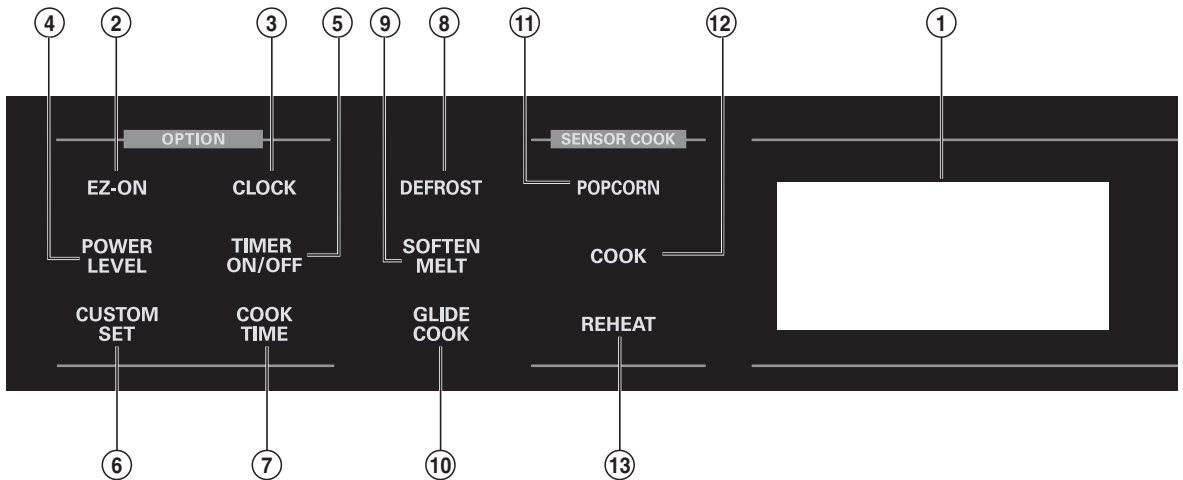 4 2 3 5 9 8 11 12 1
OPTION SENSOR COOK
EZ-ON CLOCK DEFROST POPCORN
POWER LEVEL TIMER ON/OFF SOFTEN MELT COOK
CUSTOM SET COOK TIME GLIDE COOK REHEAT
6 7 10 13